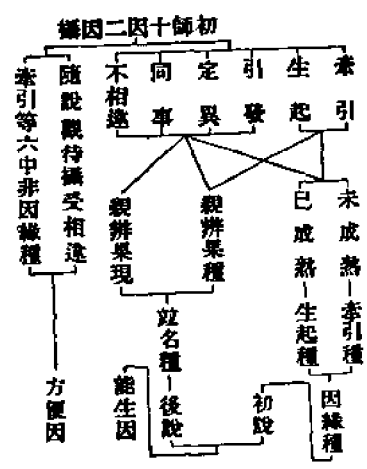 初師十因二因攝
牽引
生起
引發
定異
同事
不相違
隨說觀待攝受相違
牽引等六中非因緣種
未成熟
牽引種
已成熟
生起種
親辨果種
親辨果現
因緣種
初說
竝名種
後說
能生因
方便因